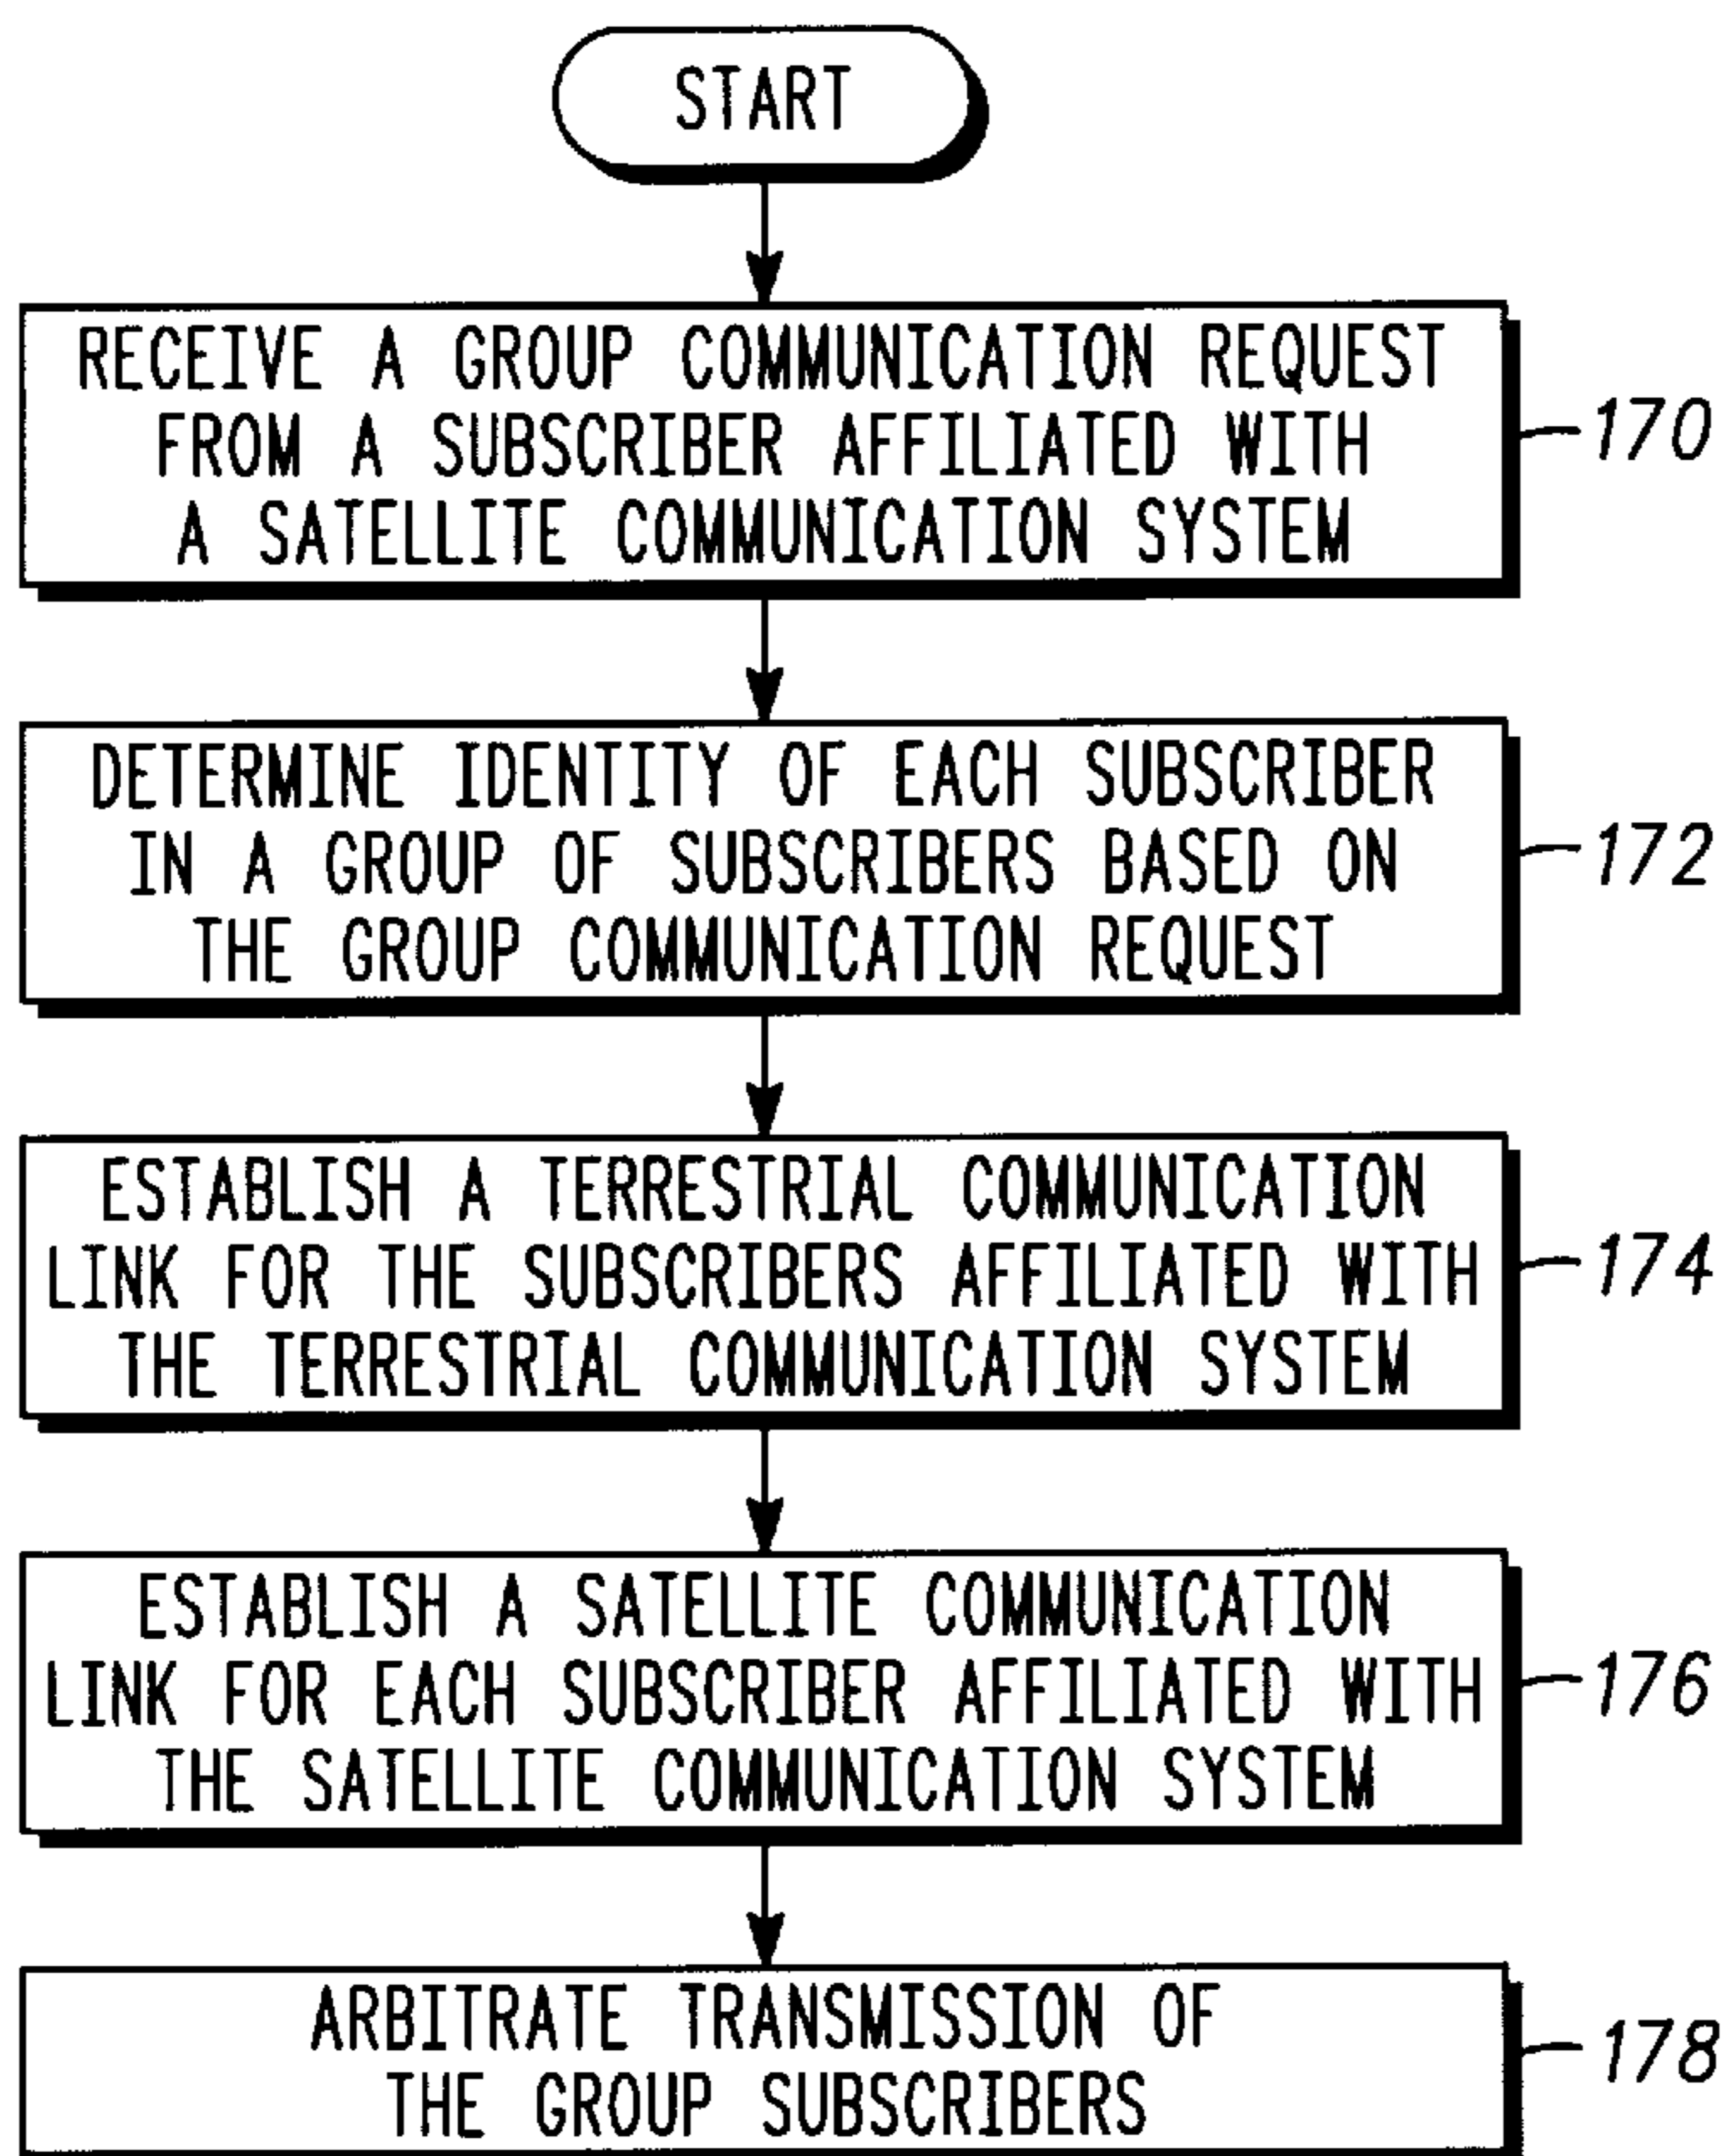 START
RECEIVE A GROUP COMMUNICATION REQUEST
FROM A SUBSCRIBER AFFILIATED WITH
A SATELLITE COMMUNICATION SYSTEM
170
DETERMINE IDENTITY OF EACH SUBSCRIBER
IN A GROUP OF SUBSCRIBERS BASED ON
THE GROUP COMMUNICATION REQUEST
172
ESTABLISH A TERRESTRIAL COMMUNICATION
LINK FOR THE SUBSCRIBERS AFFILIATED WITH
THE TERRESTRIAL COMMUNICATION SYSTEM
174
ESTABLISH A SATELLITE COMMUNICATION
LINK FOR EACH SUBSCRIBER AFFILIATED WITH
THE SATELLITE COMMUNICATION SYSTEM
176
ARBITRATE TRANSMISSION OF
THE GROUP SUBSCRIBERS
178